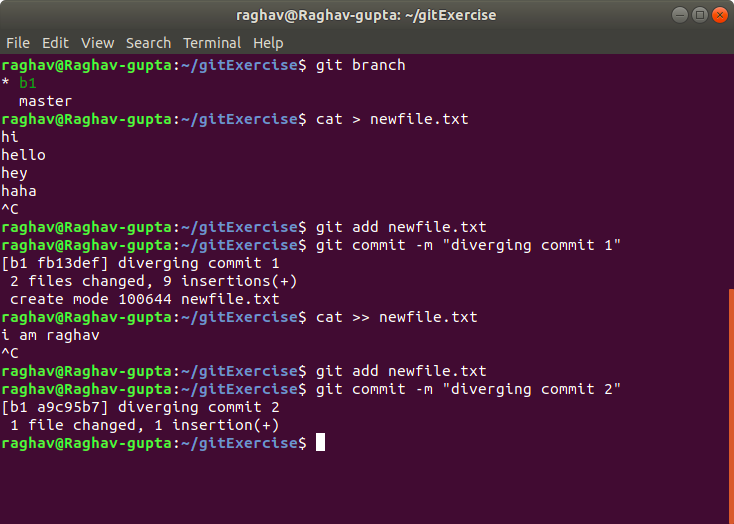 raghav@Raghav-gupta: ~/gitExercise
File Edit View Search Terminal Help
raghav@Raghav-gupta:~/gitExercise$ git branch
* b1
  master
raghav@Raghav-gupta:~/gitExercise$ cat > newfile.txt
hi
hello
hey
haha
^C
raghav@Raghav-gupta:~/gitExercise$ git add newfile.txt
raghav@Raghav-gupta:~/gitExercise$ git commit -m "diverging commit 1"
[b1 fb13def] diverging commit 1
 2 files changed, 9 insertions(+)
 create mode 100644 newfile.txt
raghav@Raghav-gupta:~/gitExercise$ cat >> newfile.txt
i am raghav
^C
raghav@Raghav-gupta:~/gitExercise$ git add newfile.txt
raghav@Raghav-gupta:~/gitExercise$ git commit -m "diverging commit 2"
[b1 a9c95b7] diverging commit 2
 1 file changed, 1 insertion(+)
raghav@Raghav-gupta:~/gitExercise$